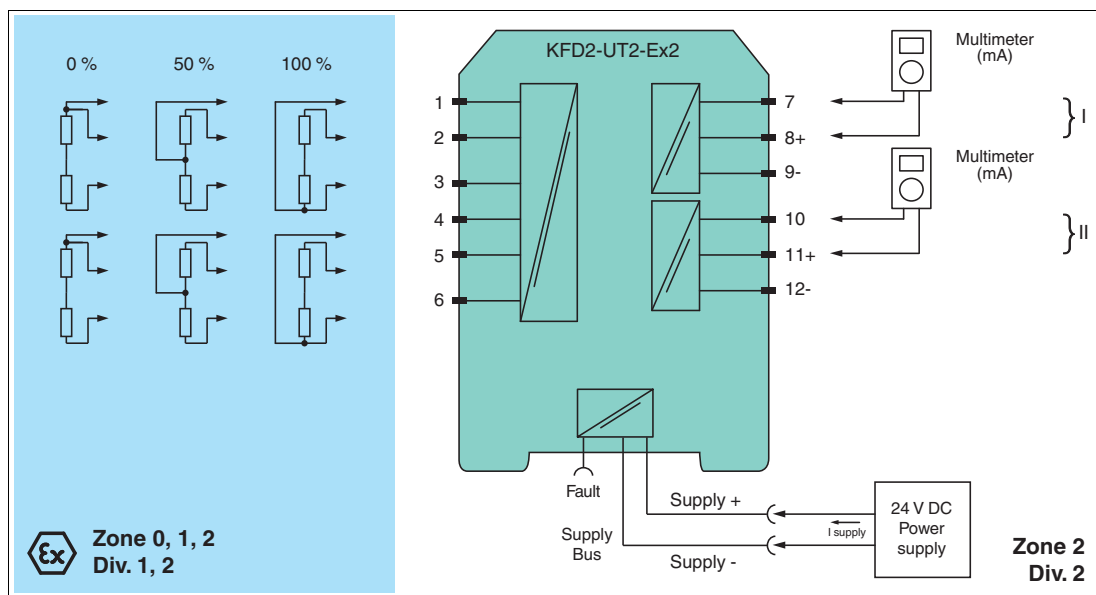 0 %
50 %
100 %
KFD2-UT2-Ex2
1
2
3
4
5
6
7
8+
9-
10
11+
12-
Multimeter
(mA)
} I
Multimeter
(mA)
} II
Fault
Supply +
Supply
Bus
Supply -
I supply
24 V DC
Power
supply
Ex
Zone 0, 1, 2
Div. 1, 2
Zone 2
Div. 2